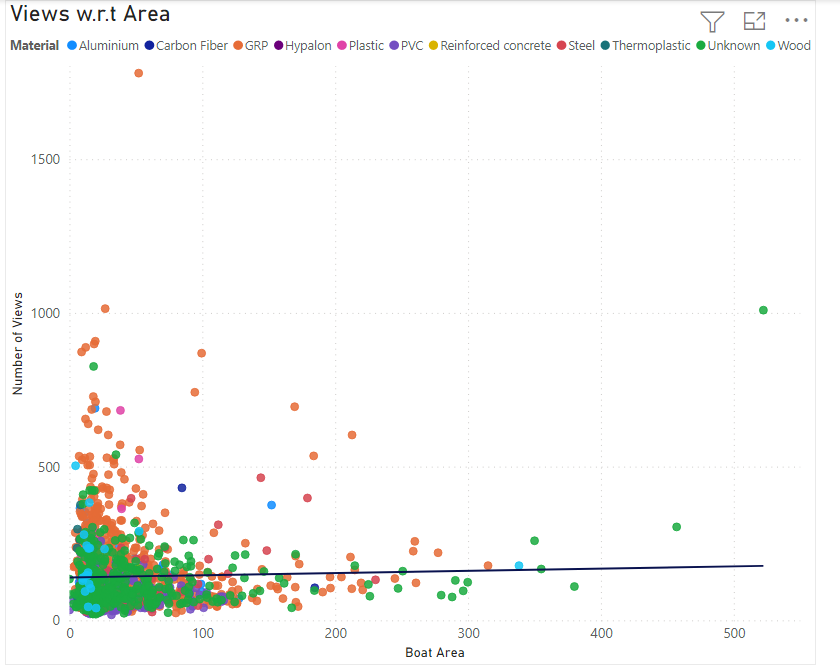 Views w.r.t Area
Material Aluminium Carbon Fiber GRP Hypalon Plastic PVC Reinforced concrete Steel Thermoplastic Unknown Wood
1500
1000
500
0
Number of Views
0 100 200 300 400 500
Boat Area